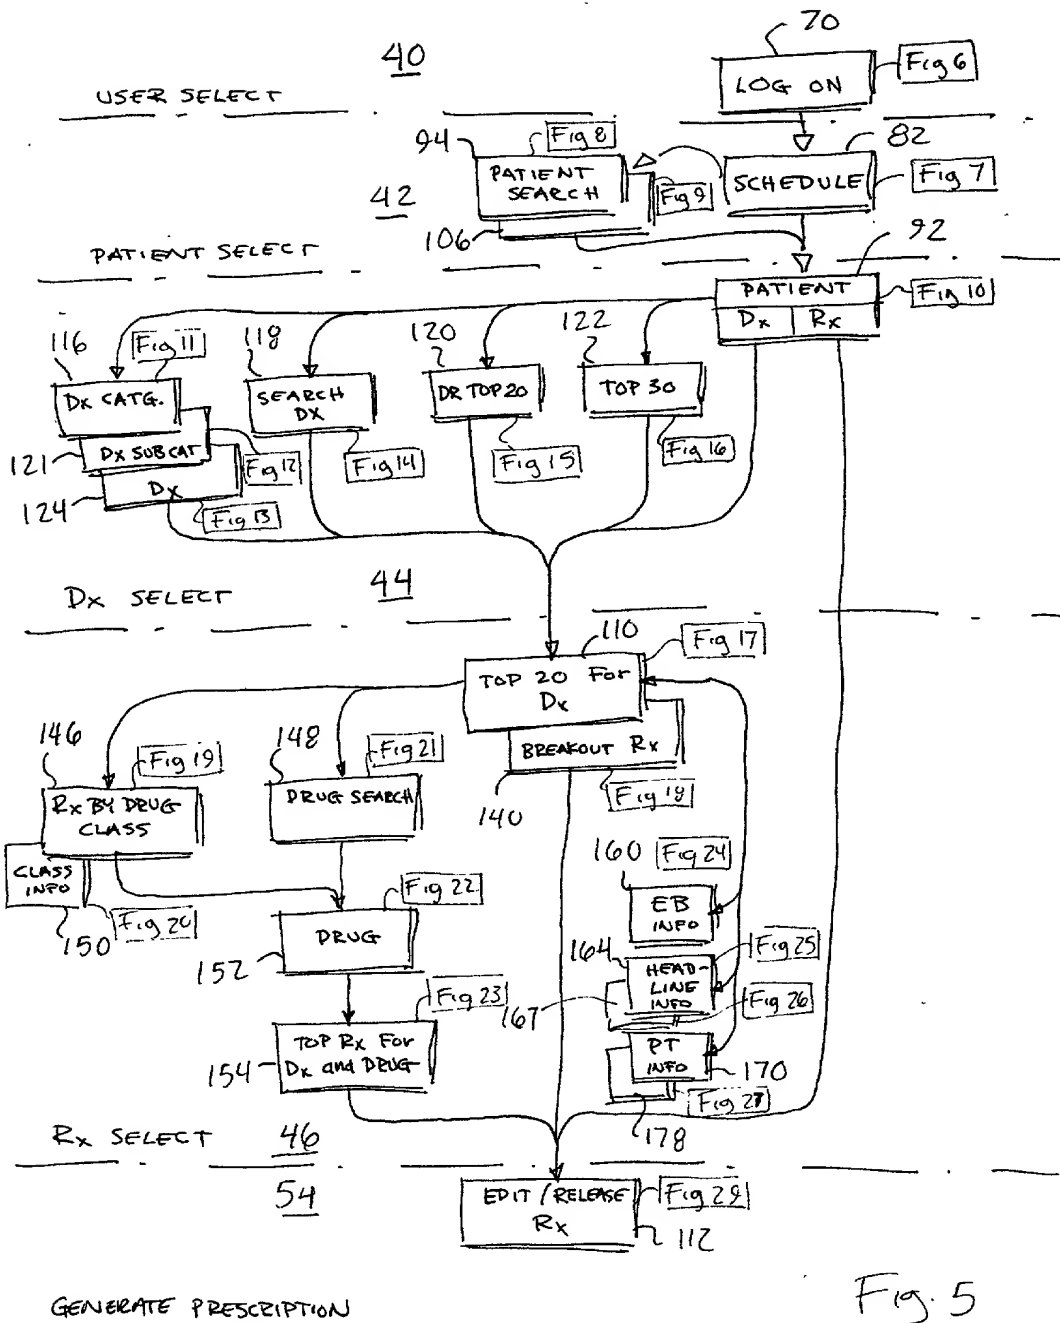 40
70
LOG ON
Fig 6
USER SELECT
94
Fig 8
PATIENT
SEARCH
Fig 9
82
SCHEDULE
Fig 7
42
106
PATIENT SELECT
92
PATIENT
Dx
Rx
Fig 10
116
Fig 11
118
120
122
Dx CATG.
SEARCH
DX
DR TOP 20
TOP 30
121
Dx SUBCAT
Fig 12
Fig 14
Fig 15
Fig 16
124
Dx
Fig 13
Dx SELECT
44
110
Fig 17
TOP 20 For
Dx
146
Fig 19
148
Fig 21
BREAKOUT Rx
Rx BY DRUG
CLASS
DRUG SEARCH
140
Fig 18
CLASS
INFO
150
Fig 20
Fig 22
160
Fig 24
EB
INFO
DRUG
152
164
HEAD-
LINE
INFO
Fig 25
Fig 23
167
Fig 26
TOP Rx For
Dx and DRUG
154
PT
INFO
170
Fig 27
178
Rx SELECT
46
54
EDIT / RELEASE
Rx
112
GENERATE PRESCRIPTION
Fig. 5